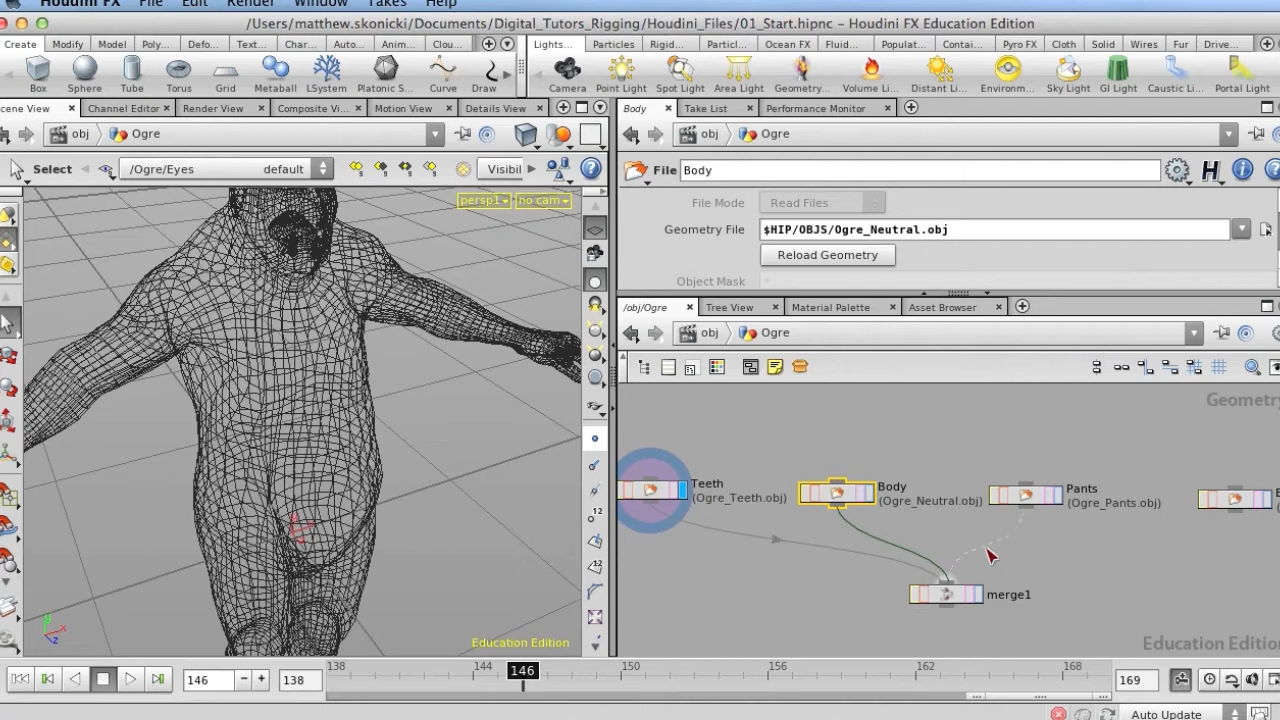 Houdini FX File Edit Render Window Takes Help
/Users/matthew.skonicki/Documents/Digital_Tutors_Rigging/Houdini_Files/01_Start.hipnc – Houdini FX Education Edition
Create Modify Model Poly... Defo... Text... Char... Auto... Anim... Clou... Lights... Particles Rigid... Particl... Ocean FX Fluid... Populat... Contai... Pyro FX Cloth Solid Wires Fur Drive...
Box Sphere Tube Torus Grid Metaball LSystem Platonic S... Curve Draw Camera Point Light Spot Light Area Light Geometry... Volume Li... Distant Li... Environm... Sky Light GI Light Caustic Li... Portal Light
cene View Channel Editor Render View Composite Vi... Motion View Details View Body Take List Performance Monitor
obj Ogre obj Ogre
Select /Ogre/Eyes default Visibil File Body
persp1 no cam
File Mode Read Files
Geometry File $HIP/OBJS/Ogre_Neutral.obj
Reload Geometry
Object Mask
/obj/Ogre Tree View Material Palette Asset Browser
obj Ogre
Geometry
Teeth
(Ogre_Teeth.obj)
Body
(Ogre_Neutral.obj)
Pants
(Ogre_Pants.obj)
merge1
12
12
y x z
Education Edition
Education Edition
138 144 150 156 162 168
146
146 138 169
Auto Update